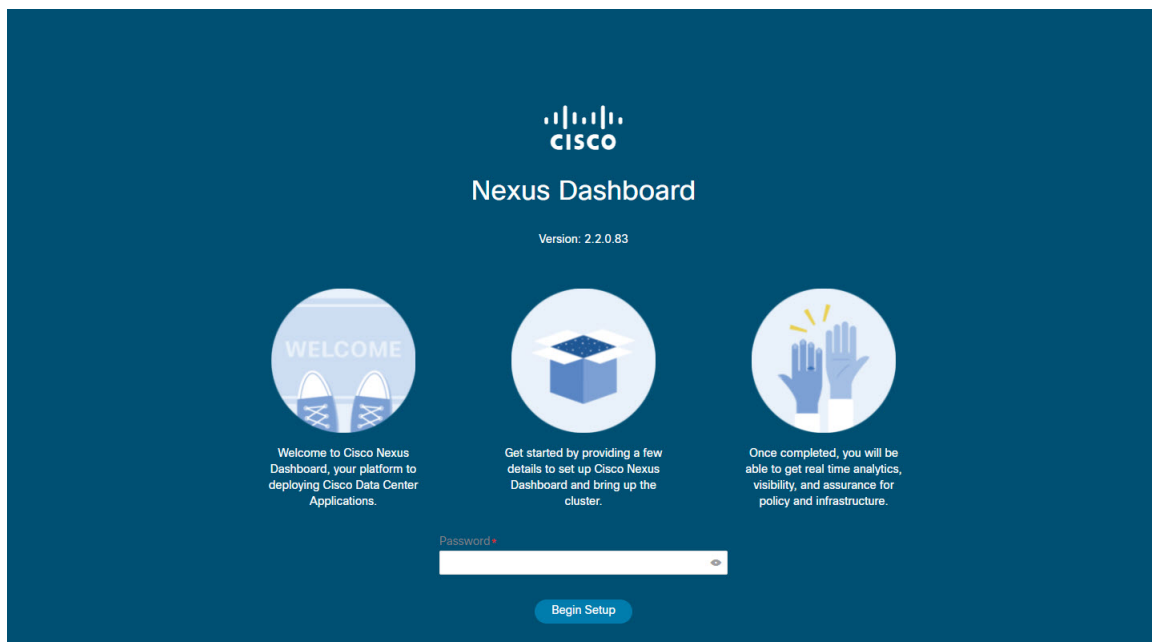 CISCO
Nexus Dashboard
Version: 2.2.0.83
WELCOME
Welcome to Cisco Nexus
Dashboard, your platform to
deploying Cisco Data Center
Applications.
Get started by providing a few
details to set up Cisco Nexus
Dashboard and bring up the
cluster.
Once completed, you will be
able to get real time analytics,
visibility, and assurance for
policy and infrastructure.
Password
Begin Setup